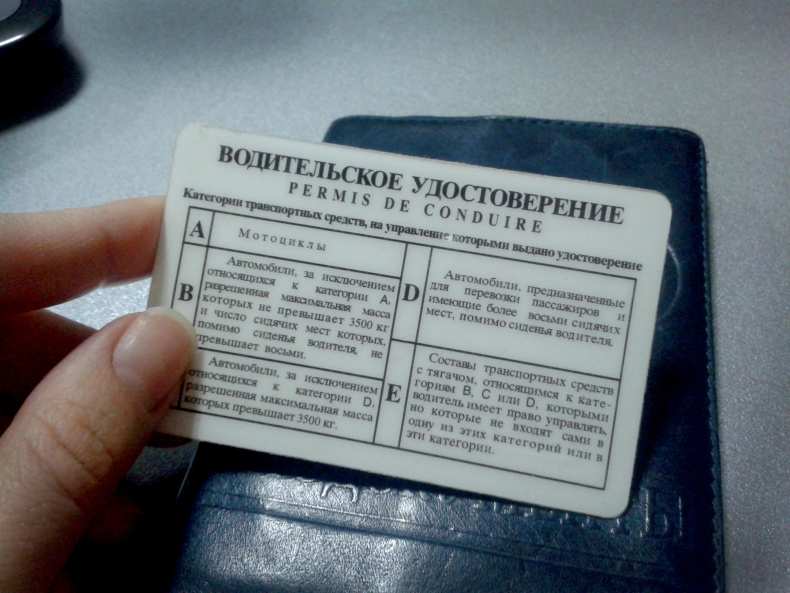 ВОДИТЕЛЬСКОЕ УДОСТОВЕРЕНИЕ
PERMIS DE CONDUIRE
Категории транспортных средств, на управление которыми выдано удостоверение
A
Мотоциклы
B
Автомобили, за исключением
относящихся к категории A,
разрешенная максимальная масса
которых не превышает 3500 кг
и число сидячих мест которых,
помимо сиденья водителя, не
превышает восьми.
Автомобили, за исключением
относящихся к категории D,
разрешенная максимальная масса
которых превышает 3500 кг.
D
Автомобили, предназначенные
для перевозки пассажиров и
имеющие более восьми сидячих
мест, помимо сиденья водителя.
E
Составы транспортных средств
с тягачом, относящимся к кате-
гориям B, C или D, которыми
водитель имеет право управлять,
но которые не входят сами в
одну из этих категорий или в
эти категории.